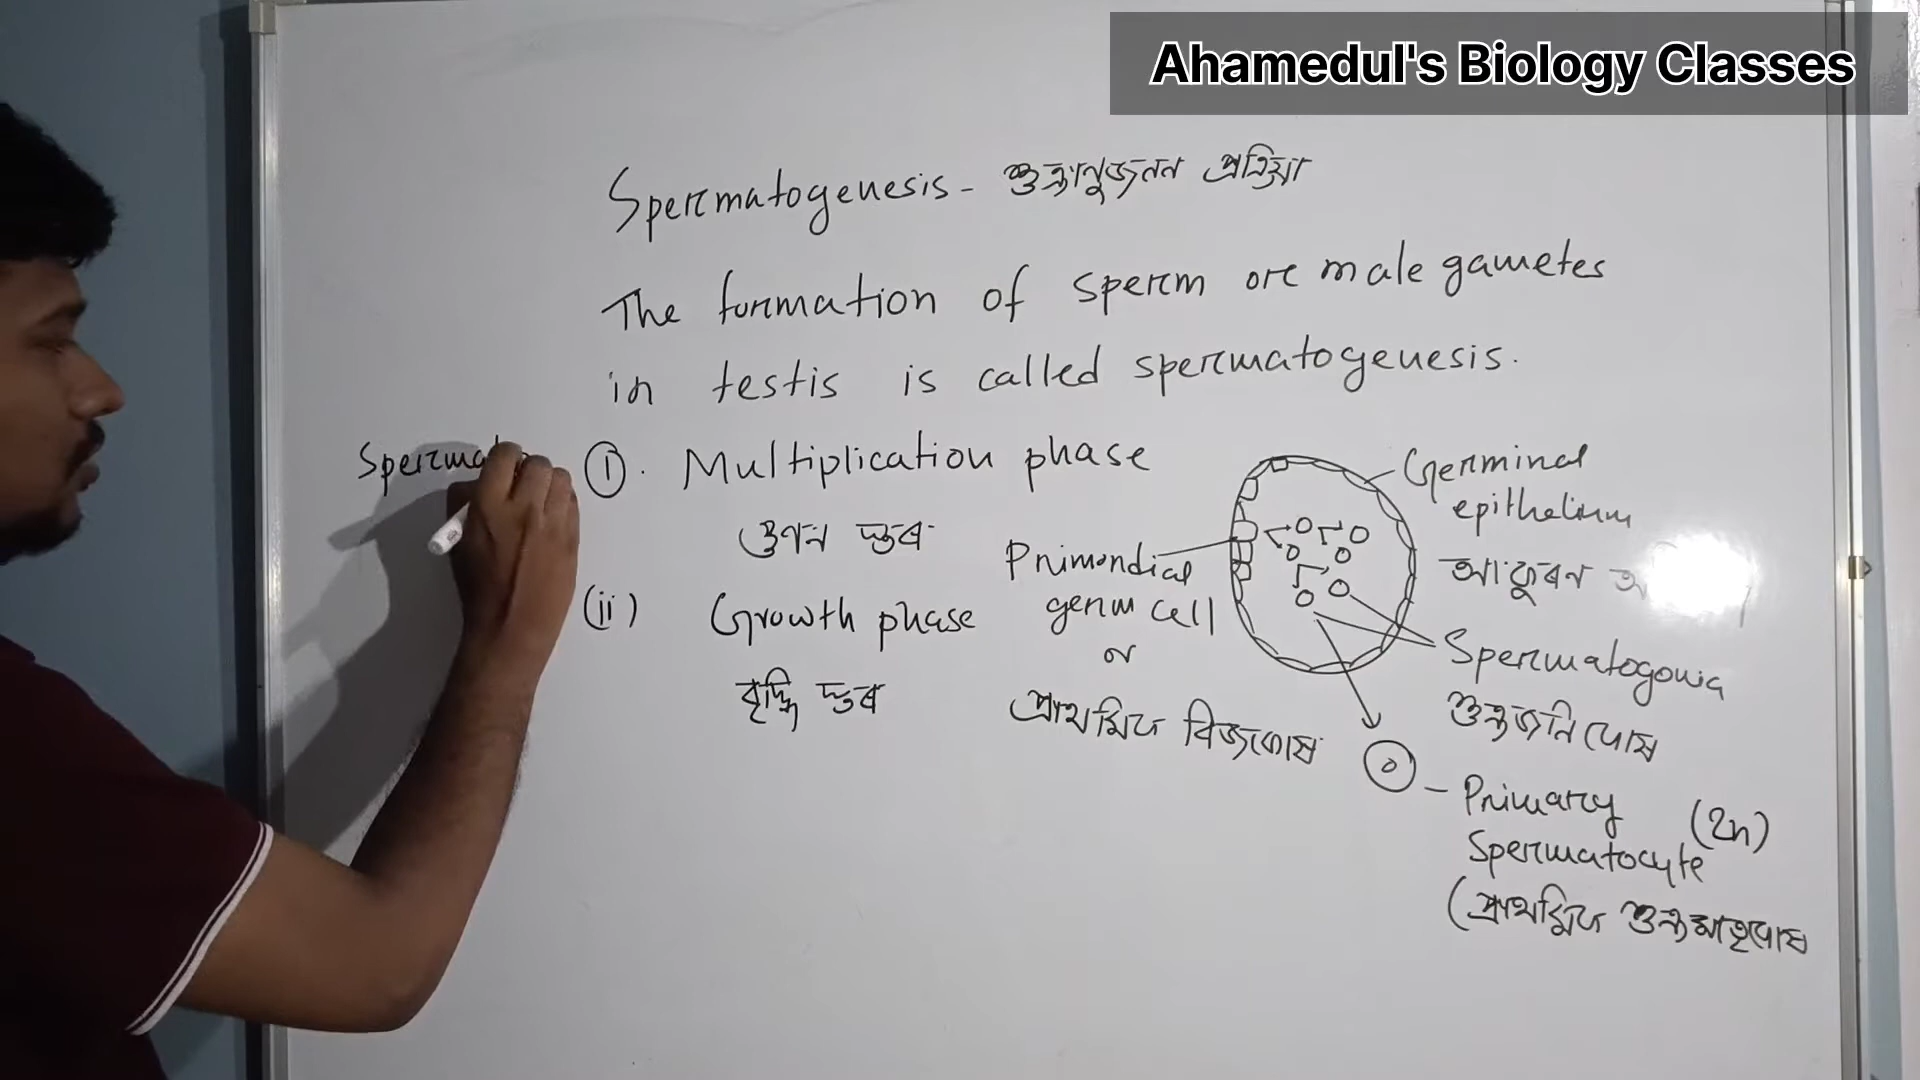 Ahamedul's Biology Classes
Spermatogenesis - শুক্রাণুজনন প্রক্রিয়া
The formation of sperm or male gametes
in testis is called spermatogenesis.
Sperma
(i). Multiplication phase
গুণন স্তর
(ii) Growth phase
বৃদ্ধি স্তর
Germinal
epithelium
Primordial
germ cell
or
প্রাথমিক বিজকোষ
Spermatogonia
শুক্রজনি কোষ
Primary (2n)
Spermatocyte
(প্রাথমিক শুক্রমাতৃকোষ